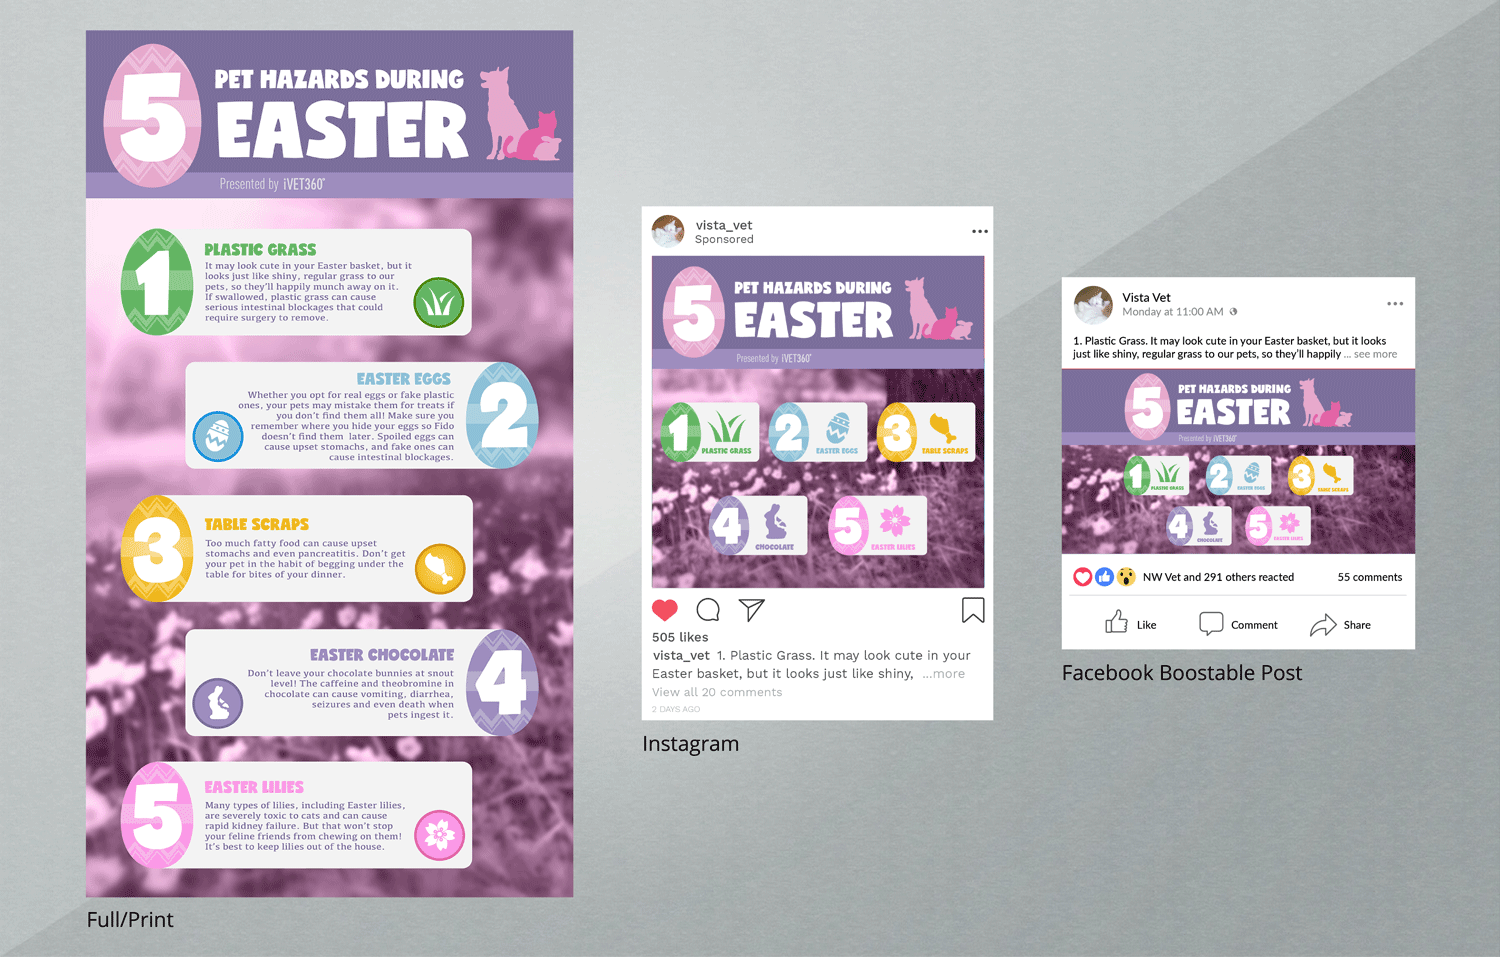 5
PET HAZARDS DURING
EASTER
Presented by iVET360
1
PLASTIC GRASS
It may look cute in your Easter basket, but it
looks just like shiny, regular grass to our
pets, so they'll happily munch away on it.
If swallowed, plastic grass can cause
serious intestinal blockages that could
require surgery to remove.
EASTER EGGS
Whether you opt for real eggs or fake plastic
ones, your pets may mistake them for treats if
you don't find them all! Make sure you
remember where you hide your eggs so Fido
doesn't find them later. Spoiled eggs can
cause upset stomachs, and fake ones can
cause intestinal blockages.
2
3
TABLE SCRAPS
Too much fatty food can cause upset
stomachs and even pancreatitis. Don't get
your pet in the habit of begging under the
table for bites of your dinner.
EASTER CHOCOLATE
Don't leave your chocolate bunnies at snout
level! The caffeine and theobromine in
chocolate can cause vomiting, diarrhea,
seizures and even death when
pets ingest it.
4
5
EASTER LILIES
Many types of lilies, including Easter lilies,
are severely toxic to cats and can cause
rapid kidney failure. But that won't stop
your feline friends from chewing on them!
It's best to keep lilies out of the house.
Full/Print
vista_vet
Sponsored
5
PET HAZARDS DURING
EASTER
Presented by iVET360
1 PLASTIC GRASS
2 EASTER EGGS
3 TABLE SCRAPS
4 CHOCOLATE
5 EASTER LILIES
505 likes
vista_vet 1. Plastic Grass. It may look cute in your
Easter basket, but it looks just like shiny, ...more
View all 20 comments
2 DAYS AGO
Instagram
Vista Vet
Monday at 11:00 AM
1. Plastic Grass. It may look cute in your Easter basket, but it looks
just like shiny, regular grass to our pets, so they'll happily ... see more
5
PET HAZARDS DURING
EASTER
Presented by iVET360
1 PLASTIC GRASS
2 EASTER EGGS
3 TABLE SCRAPS
4 CHOCOLATE
5 EASTER LILIES
NW Vet and 291 others reacted 55 comments
Like Comment Share
Facebook Boostable Post